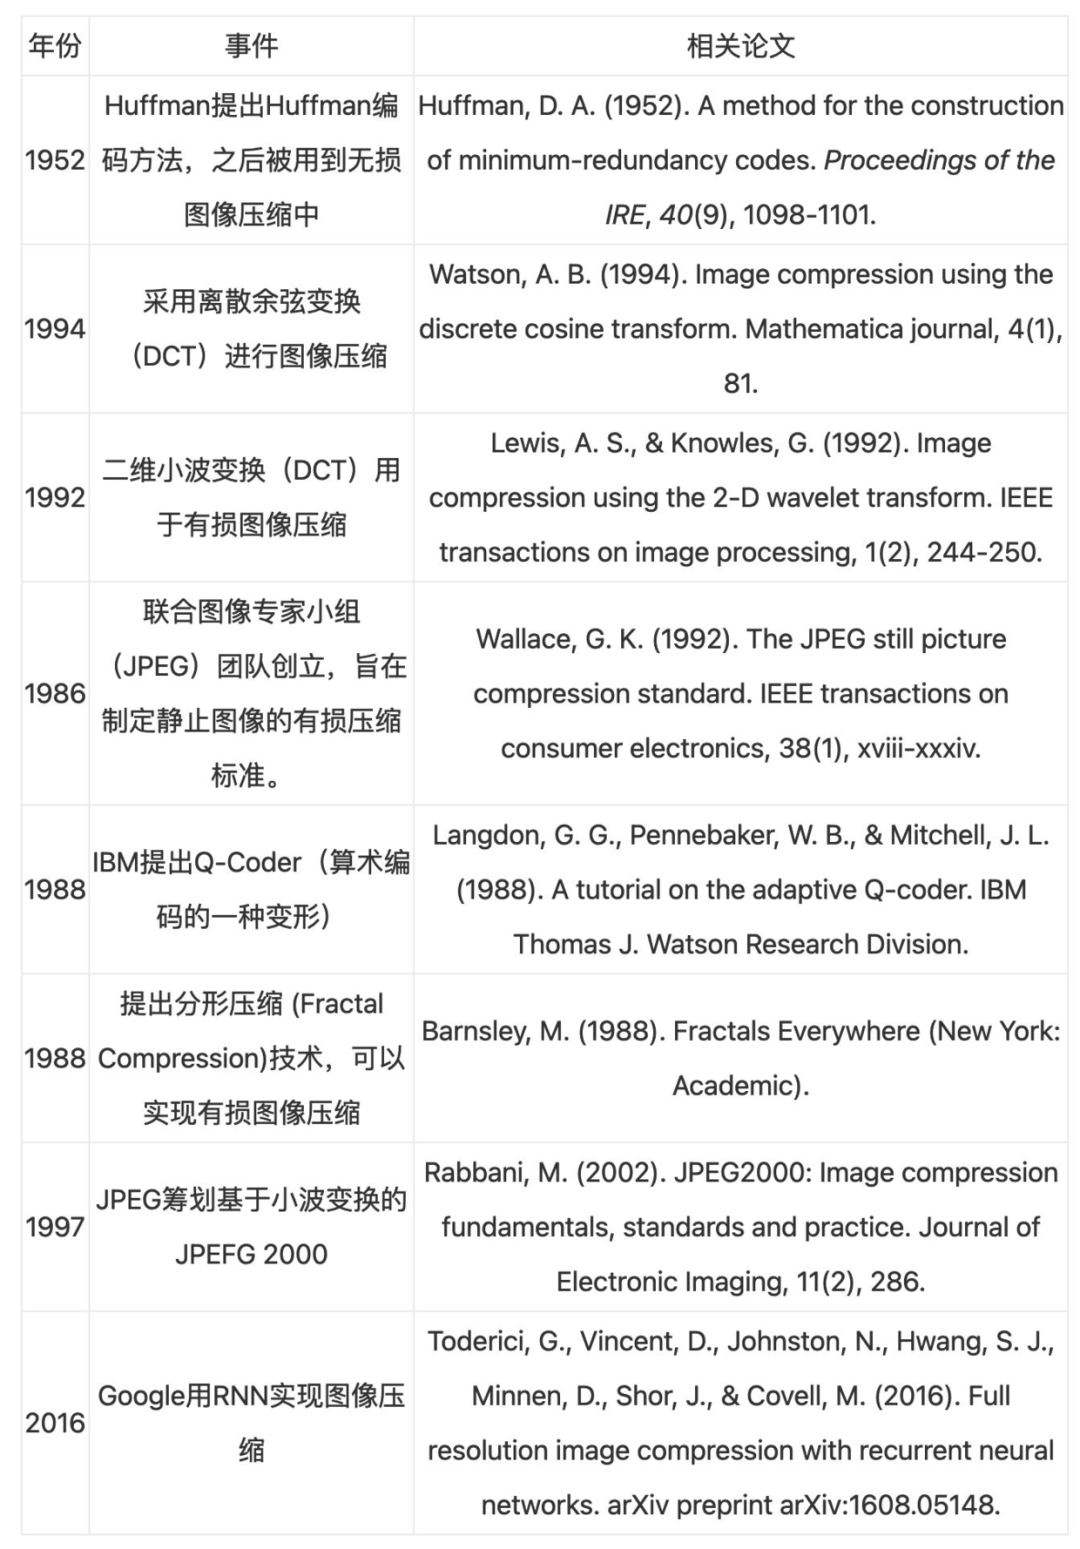 年份 事件 相关论文
1952
Huffman提出Huffman编
码方法，之后被用到无损
图像压缩中
Huffman, D. A. (1952). A method for the construction
of minimum-redundancy codes. Proceedings of the
IRE, 40(9), 1098-1101.
1994
采用离散余弦变换
（DCT）进行图像压缩
Watson, A. B. (1994). Image compression using the
discrete cosine transform. Mathematica journal, 4(1),
81.
1992
二维小波变换（DCT）用
于有损图像压缩
Lewis, A. S., & Knowles, G. (1992). Image
compression using the 2-D wavelet transform. IEEE
transactions on image processing, 1(2), 244-250.
1986
联合图像专家小组
（JPEG）团队创立，旨在
制定静止图像的有损压缩
标准。
Wallace, G. K. (1992). The JPEG still picture
compression standard. IEEE transactions on
consumer electronics, 38(1), xviii-xxxiv.
1988
IBM提出Q-Coder（算术编
码的一种变形）
Langdon, G. G., Pennebaker, W. B., & Mitchell, J. L.
(1988). A tutorial on the adaptive Q-coder. IBM
Thomas J. Watson Research Division.
1988
提出分形压缩 (Fractal
Compression)技术，可以
实现有损图像压缩
Barnsley, M. (1988). Fractals Everywhere (New York:
Academic).
1997
JPEG筹划基于小波变换的
JPEFG 2000
Rabbani, M. (2002). JPEG2000: Image compression
fundamentals, standards and practice. Journal of
Electronic Imaging, 11(2), 286.
2016
Google用RNN实现图像压
缩
Toderici, G., Vincent, D., Johnston, N., Hwang, S. J.,
Minnen, D., Shor, J., & Covell, M. (2016). Full
resolution image compression with recurrent neural
networks. arXiv preprint arXiv:1608.05148.